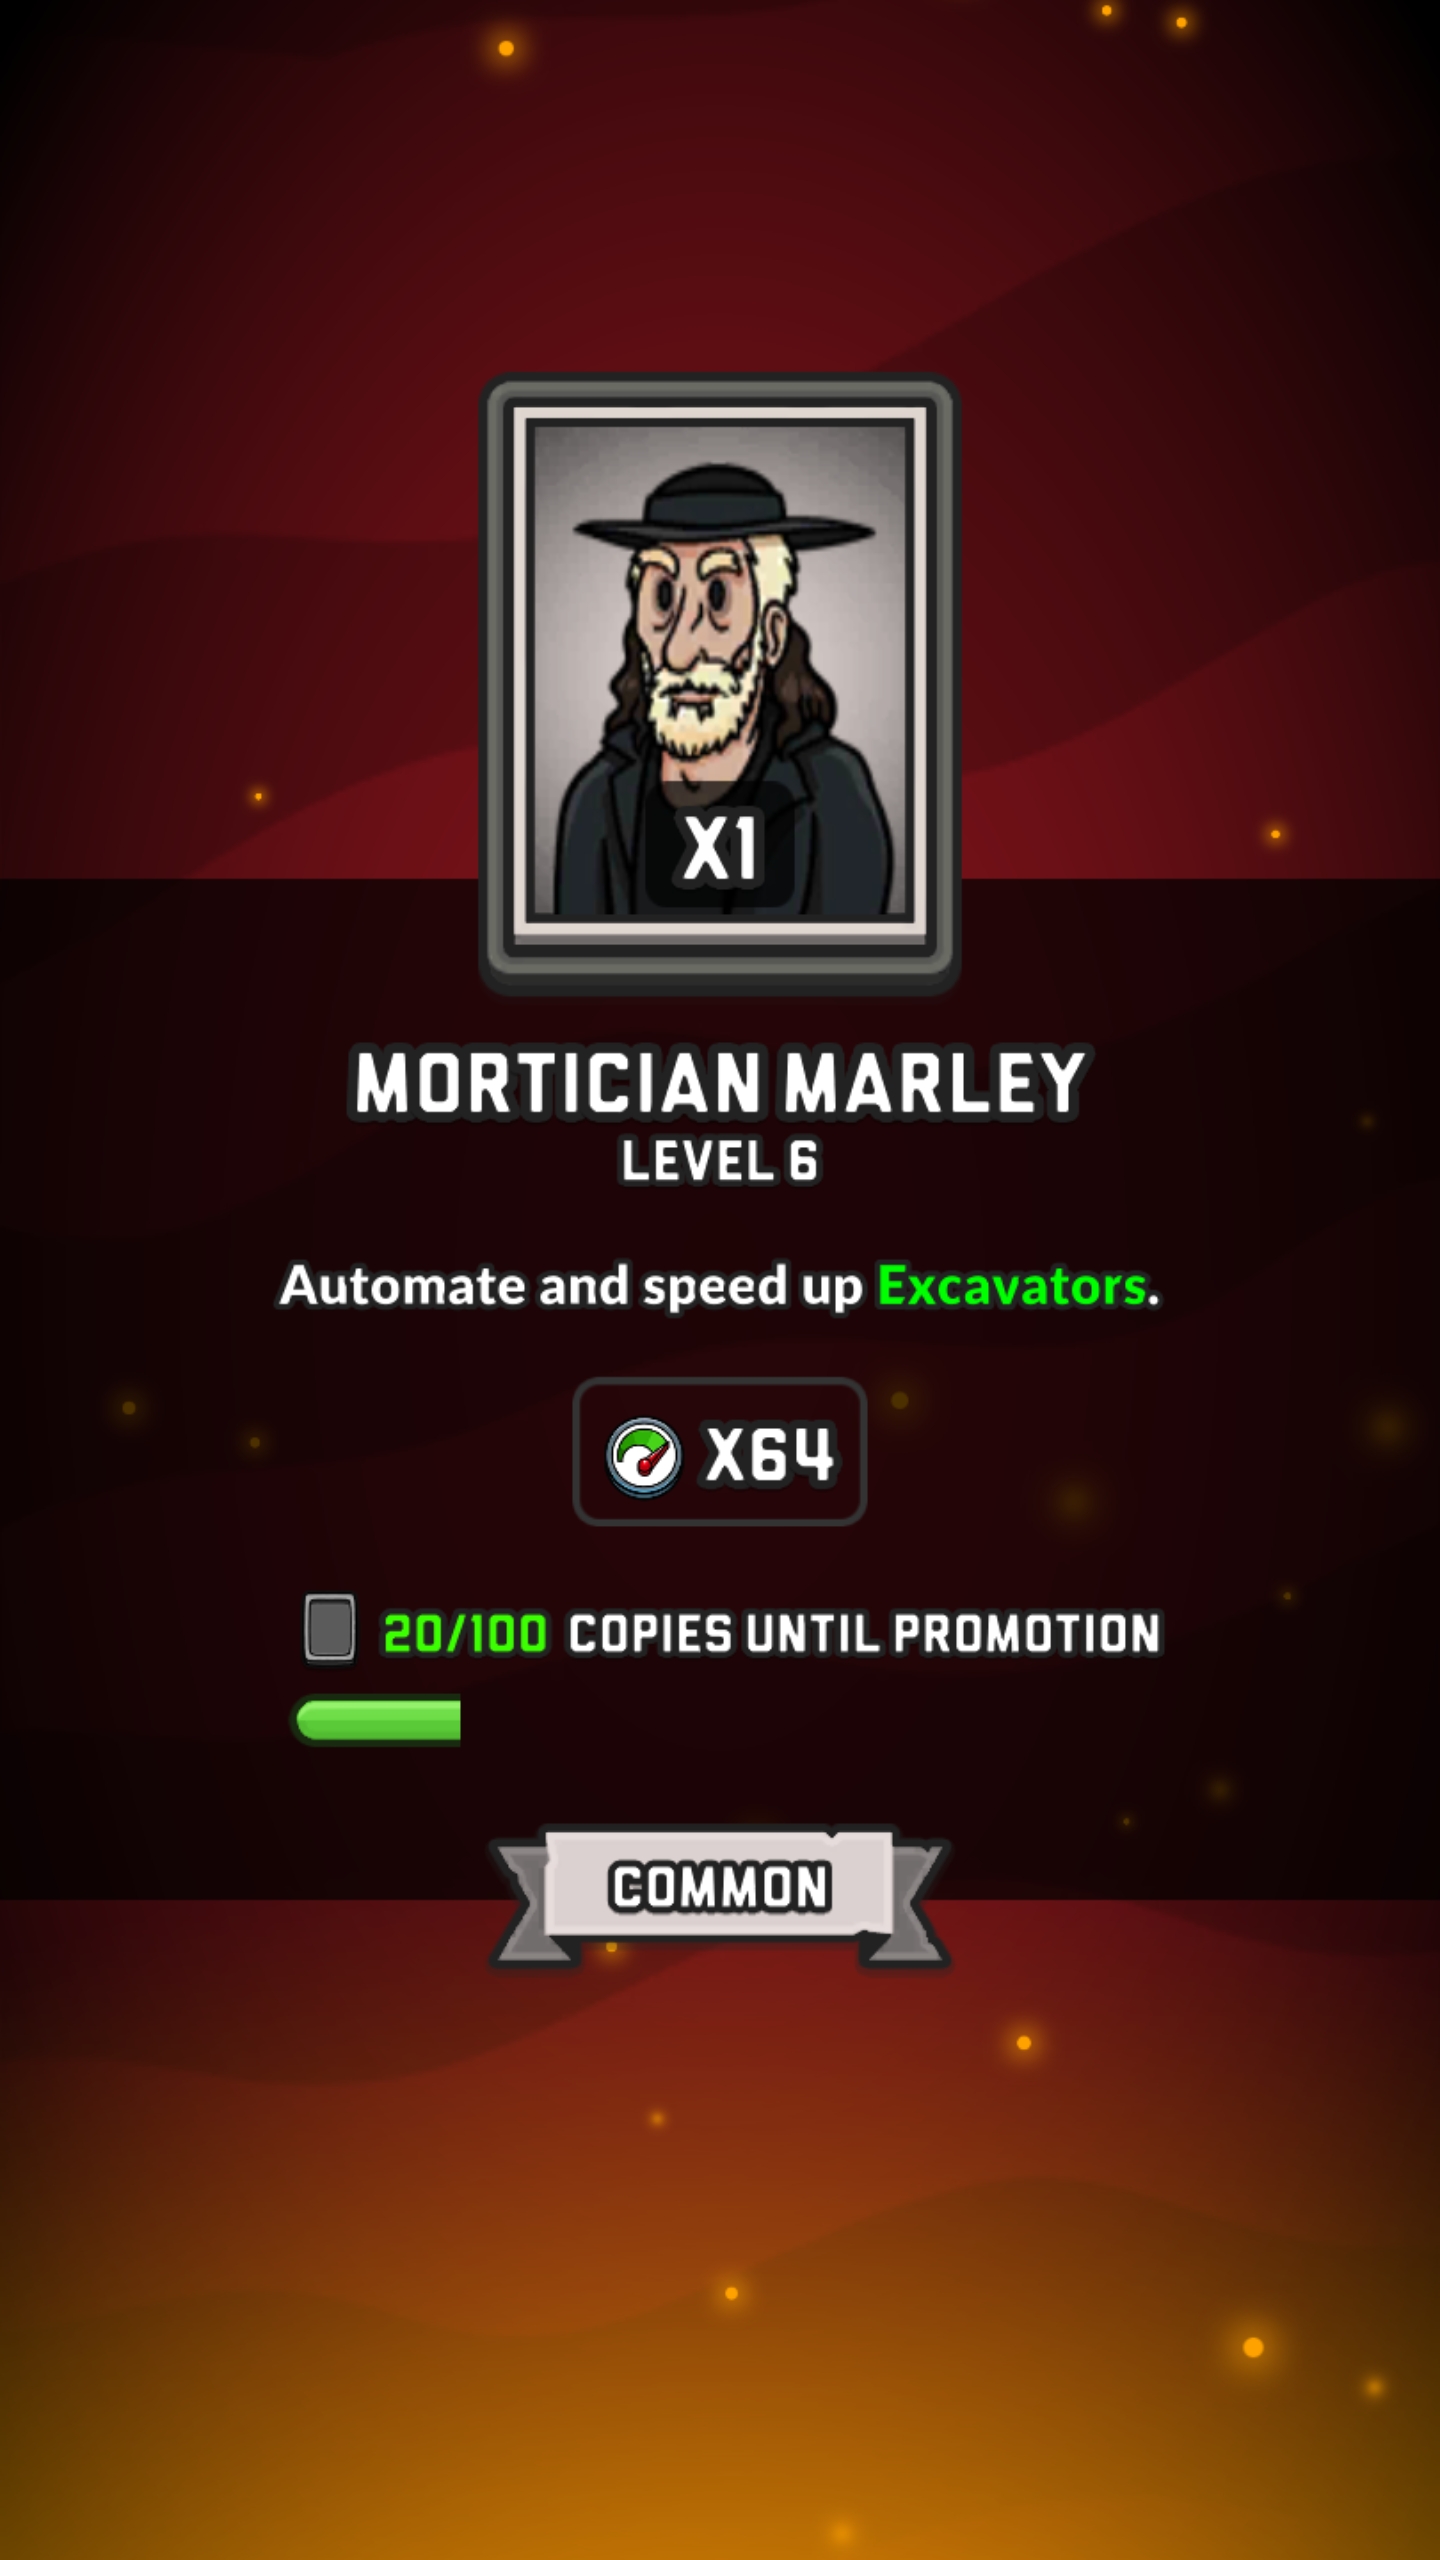 X1
MORTICIAN MARLEY
LEVEL 6
Automate and speed up Excavators.
X64
20/100 COPIES UNTIL PROMOTION
COMMON